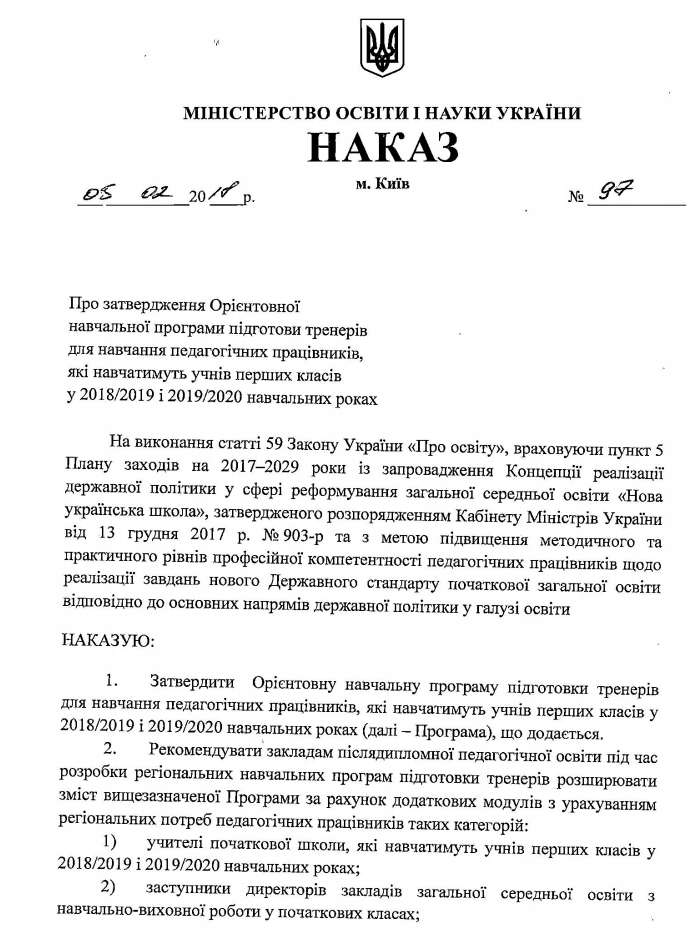 МІНІСТЕРСТВО ОСВІТИ І НАУКИ УКРАЇНИ
НАКАЗ
м. Київ
05 02 2018 р. № 97
Про затвердження Орієнтовної
навчальної програми підготови тренерів
для навчання педагогічних працівників,
які навчатимуть учнів перших класів
у 2018/2019 і 2019/2020 навчальних роках
На виконання статті 59 Закону України «Про освіту», враховуючи пункт 5
Плану заходів на 2017–2029 роки із запровадження Концепції реалізації
державної політики у сфері реформування загальної середньої освіти «Нова
українська школа», затвердженого розпорядженням Кабінету Міністрів України
від 13 грудня 2017 р. № 903-р та з метою підвищення методичного та
практичного рівнів професійної компетентності педагогічних працівників щодо
реалізації завдань нового Державного стандарту початкової загальної освіти
відповідно до основних напрямів державної політики у галузі освіти
НАКАЗУЮ:
1. Затвердити Орієнтовну навчальну програму підготовки тренерів
для навчання педагогічних працівників, які навчатимуть учнів перших класів у
2018/2019 і 2019/2020 навчальних роках (далі – Програма), що додається.
2. Рекомендувати закладам післядипломної педагогічної освіти під час
розробки регіональних навчальних програм підготовки тренерів розширювати
зміст вищезазначеної Програми за рахунок додаткових модулів з урахуванням
регіональних потреб педагогічних працівників таких категорій:
1) учителі початкової школи, які навчатимуть учнів перших класів у
2018/2019 і 2019/2020 навчальних роках;
2) заступники директорів закладів загальної середньої освіти з
навчально-виховної роботи у початкових класах;